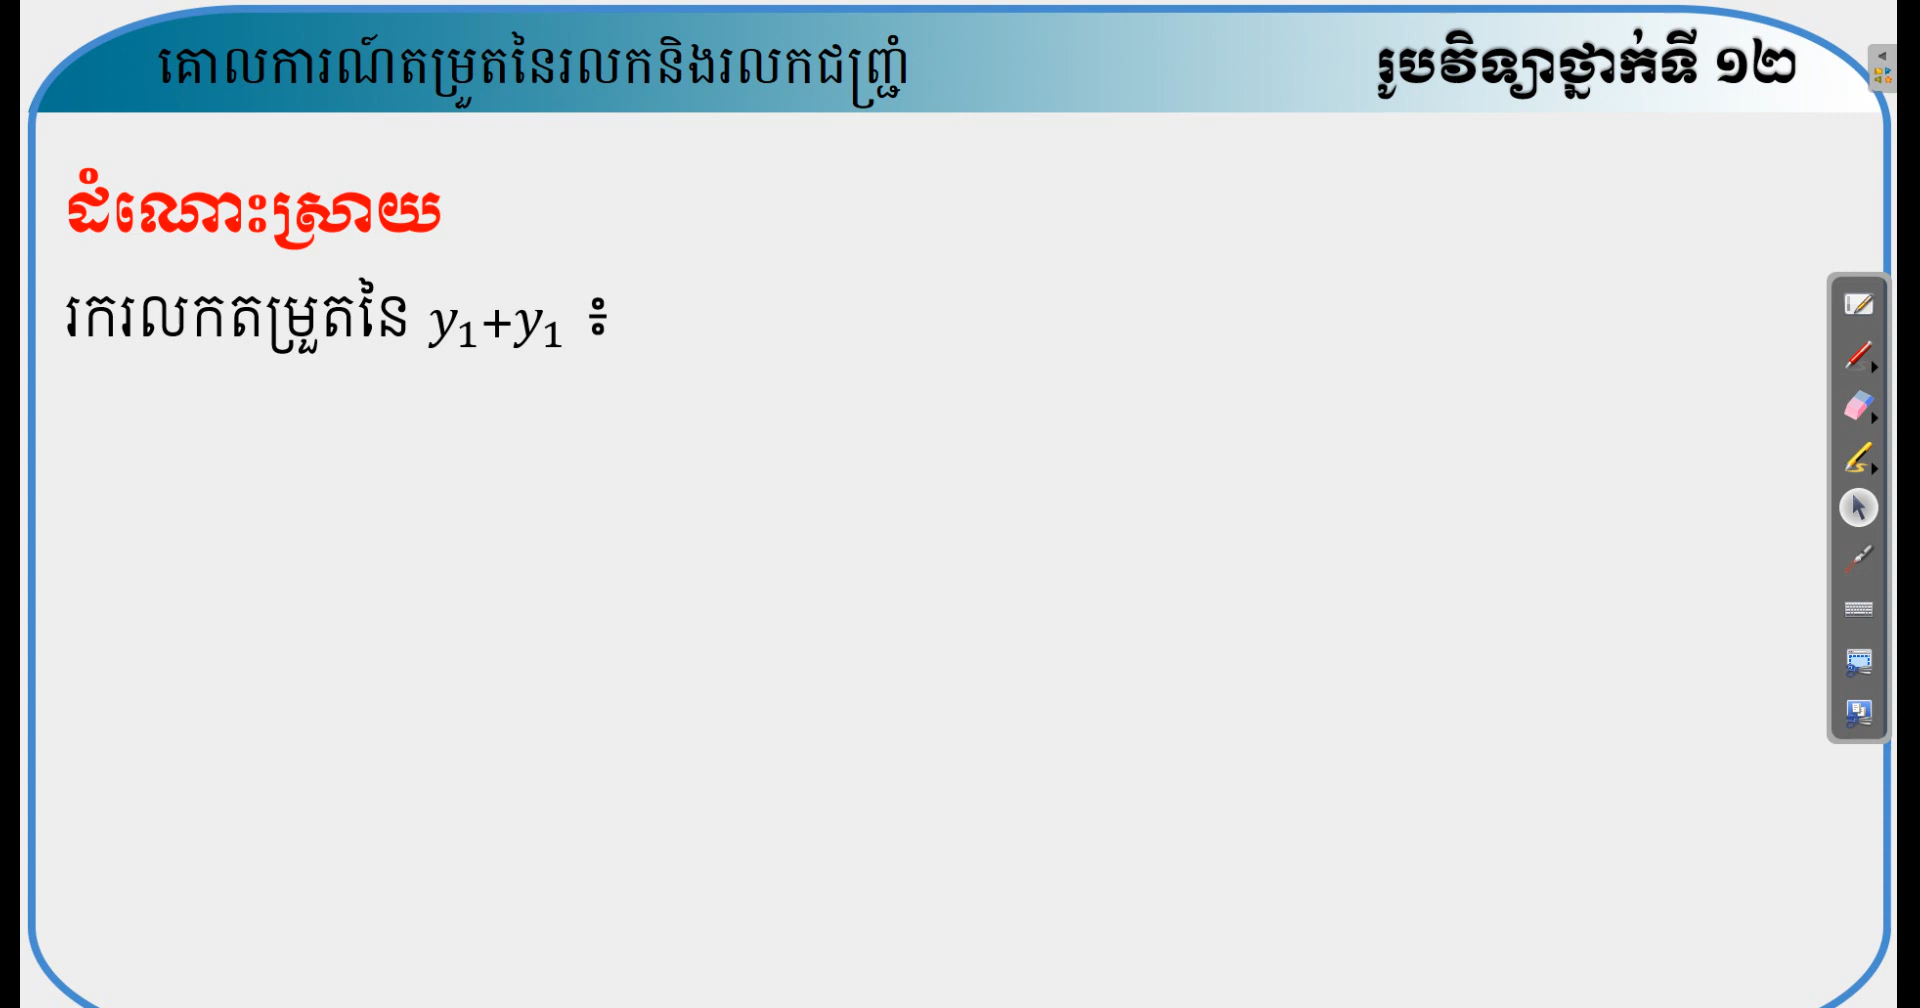 គោលការណ៍តម្រួតនៃរលកនិងរលកជញ្ជ្រំ
រូបវិទ្យាថ្នាក់ទី ១២
ដំណោះស្រាយ
រករលកតម្រួតនៃ y₁+y₁ ៖